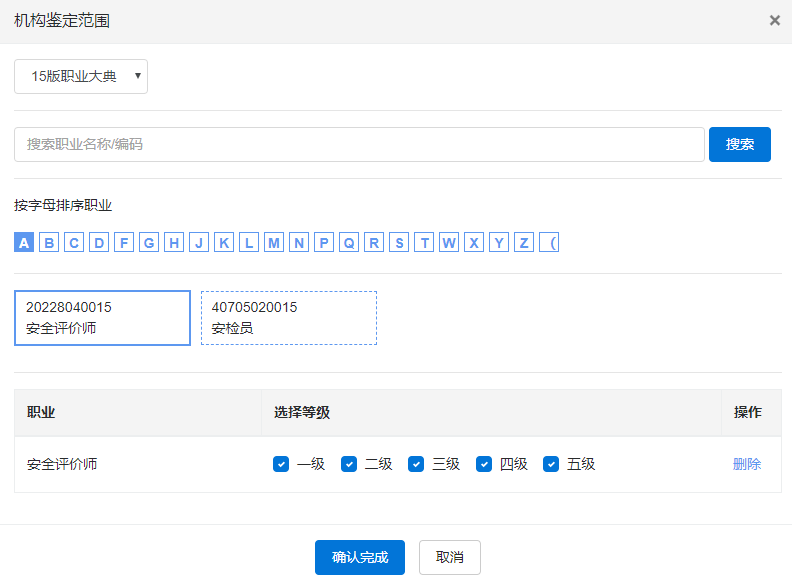 机构鉴定范围 ×
15版职业大典 ▼
搜索职业名称/编码 搜索
按字母排序职业
A B C D F G H J K L M N P Q R S T W X Y Z (
20228040015 40705020015
安全评价师 安检员
职业 选择等级 操作
安全评价师 一级 二级 三级 四级 五级 删除
确认完成 取消